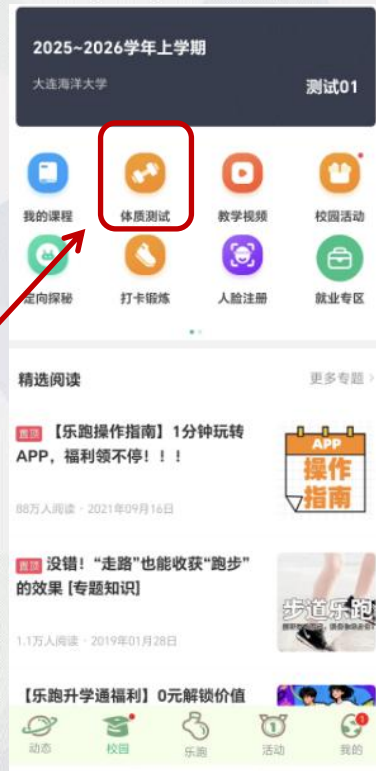 2025~2026学年上学期
大连海洋大学
测试01
我的课程
体质测试
教学视频
校园活动
定向探秘
打卡锻炼
人脸注册
就业专区
精选阅读
更多专题 >
置顶 【乐跑操作指南】1分钟玩转
APP，福利领不停！！！
88万人阅读 · 2021年09月16日
APP
操作
指南
置顶 没错！“走路”也能收获“跑步”
的效果 [专题知识]
1.1万人阅读 · 2019年01月28日
步道乐跑
【乐跑升学通福利】0元解锁价值
动态
校园
乐跑
1
活动
1
我的